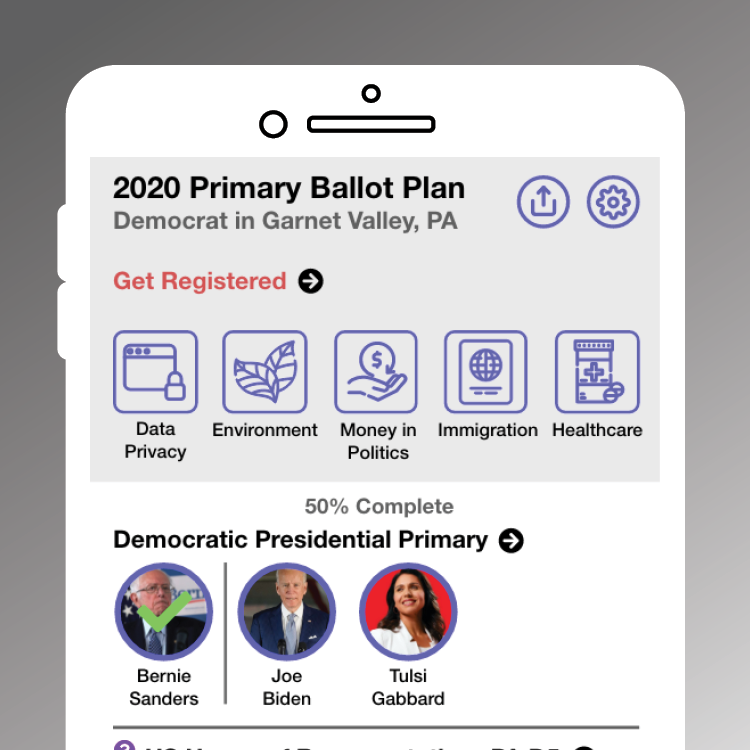 2020 Primary Ballot Plan
Democrat in Garnet Valley, PA
Get Registered
Data
Privacy
Environment
Money in
Politics
Immigration
Healthcare
50% Complete
Democratic Presidential Primary
Bernie
Sanders
Joe
Biden
Tulsi
Gabbard